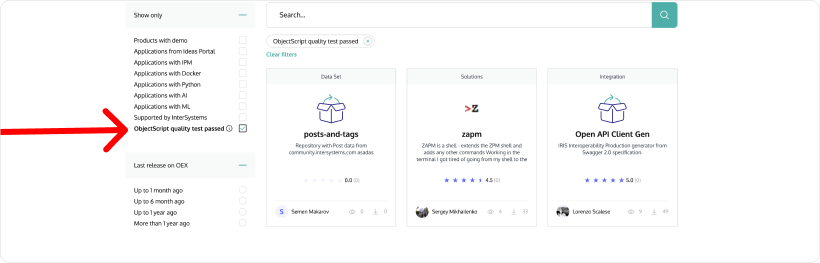 Show only
Products with demo
Applications from Ideas Portal
Applications with IPM
Applications with Docker
Applications with Python
Applications with AI
Applications with ML
Supported by InterSystems
ObjectScript quality test passed
Last release on OEX
Up to 1 month ago
Up to 6 month ago
Up to 1 year ago
More than 1 year ago
Search...
ObjectScript quality test passed ×
Clear filters
Data Set
posts-and-tags
Repository with Post data from
community.intersystems.com asadas
0.0 (0)
S Semen Makarov 0 0
Solutions
>Z
zapm
ZAPM is a shell - extends the ZPM shell and
adds any other commands Working in the
terminal I got tired of going from my shell to the
4.5 (0)
Sergey Mikhailenko 4 33
Integration
Open API Client Gen
IRIS Interoperability Production generator from
Swagger 2.0 specification.
5.0 (0)
Lorenzo Scalese 9 49